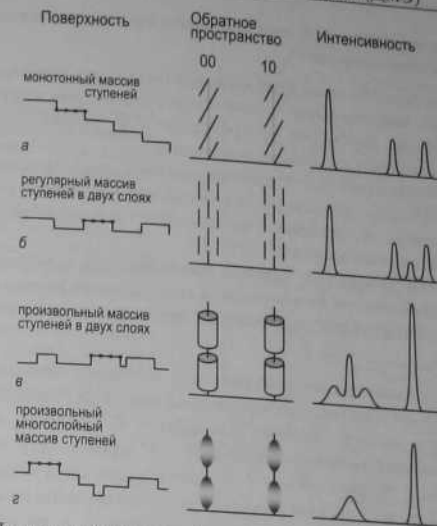 Поверхность
Обратное
пространство
Интенсивность
00 10
монотонный массив
ступеней
а
регулярный массив
ступеней в двух слоях
б
произвольный массив
ступеней в двух слоях
в
произвольный
многослойный
массив ступеней
г